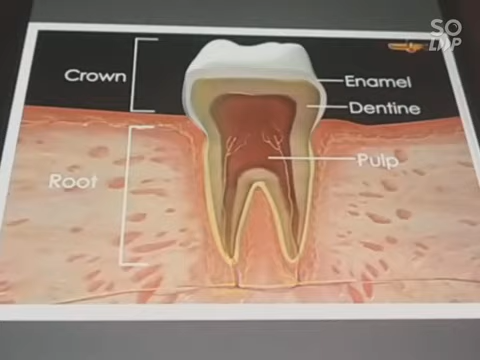 SO
LMP
Crown
Enamel
Dentine
Pulp
Root